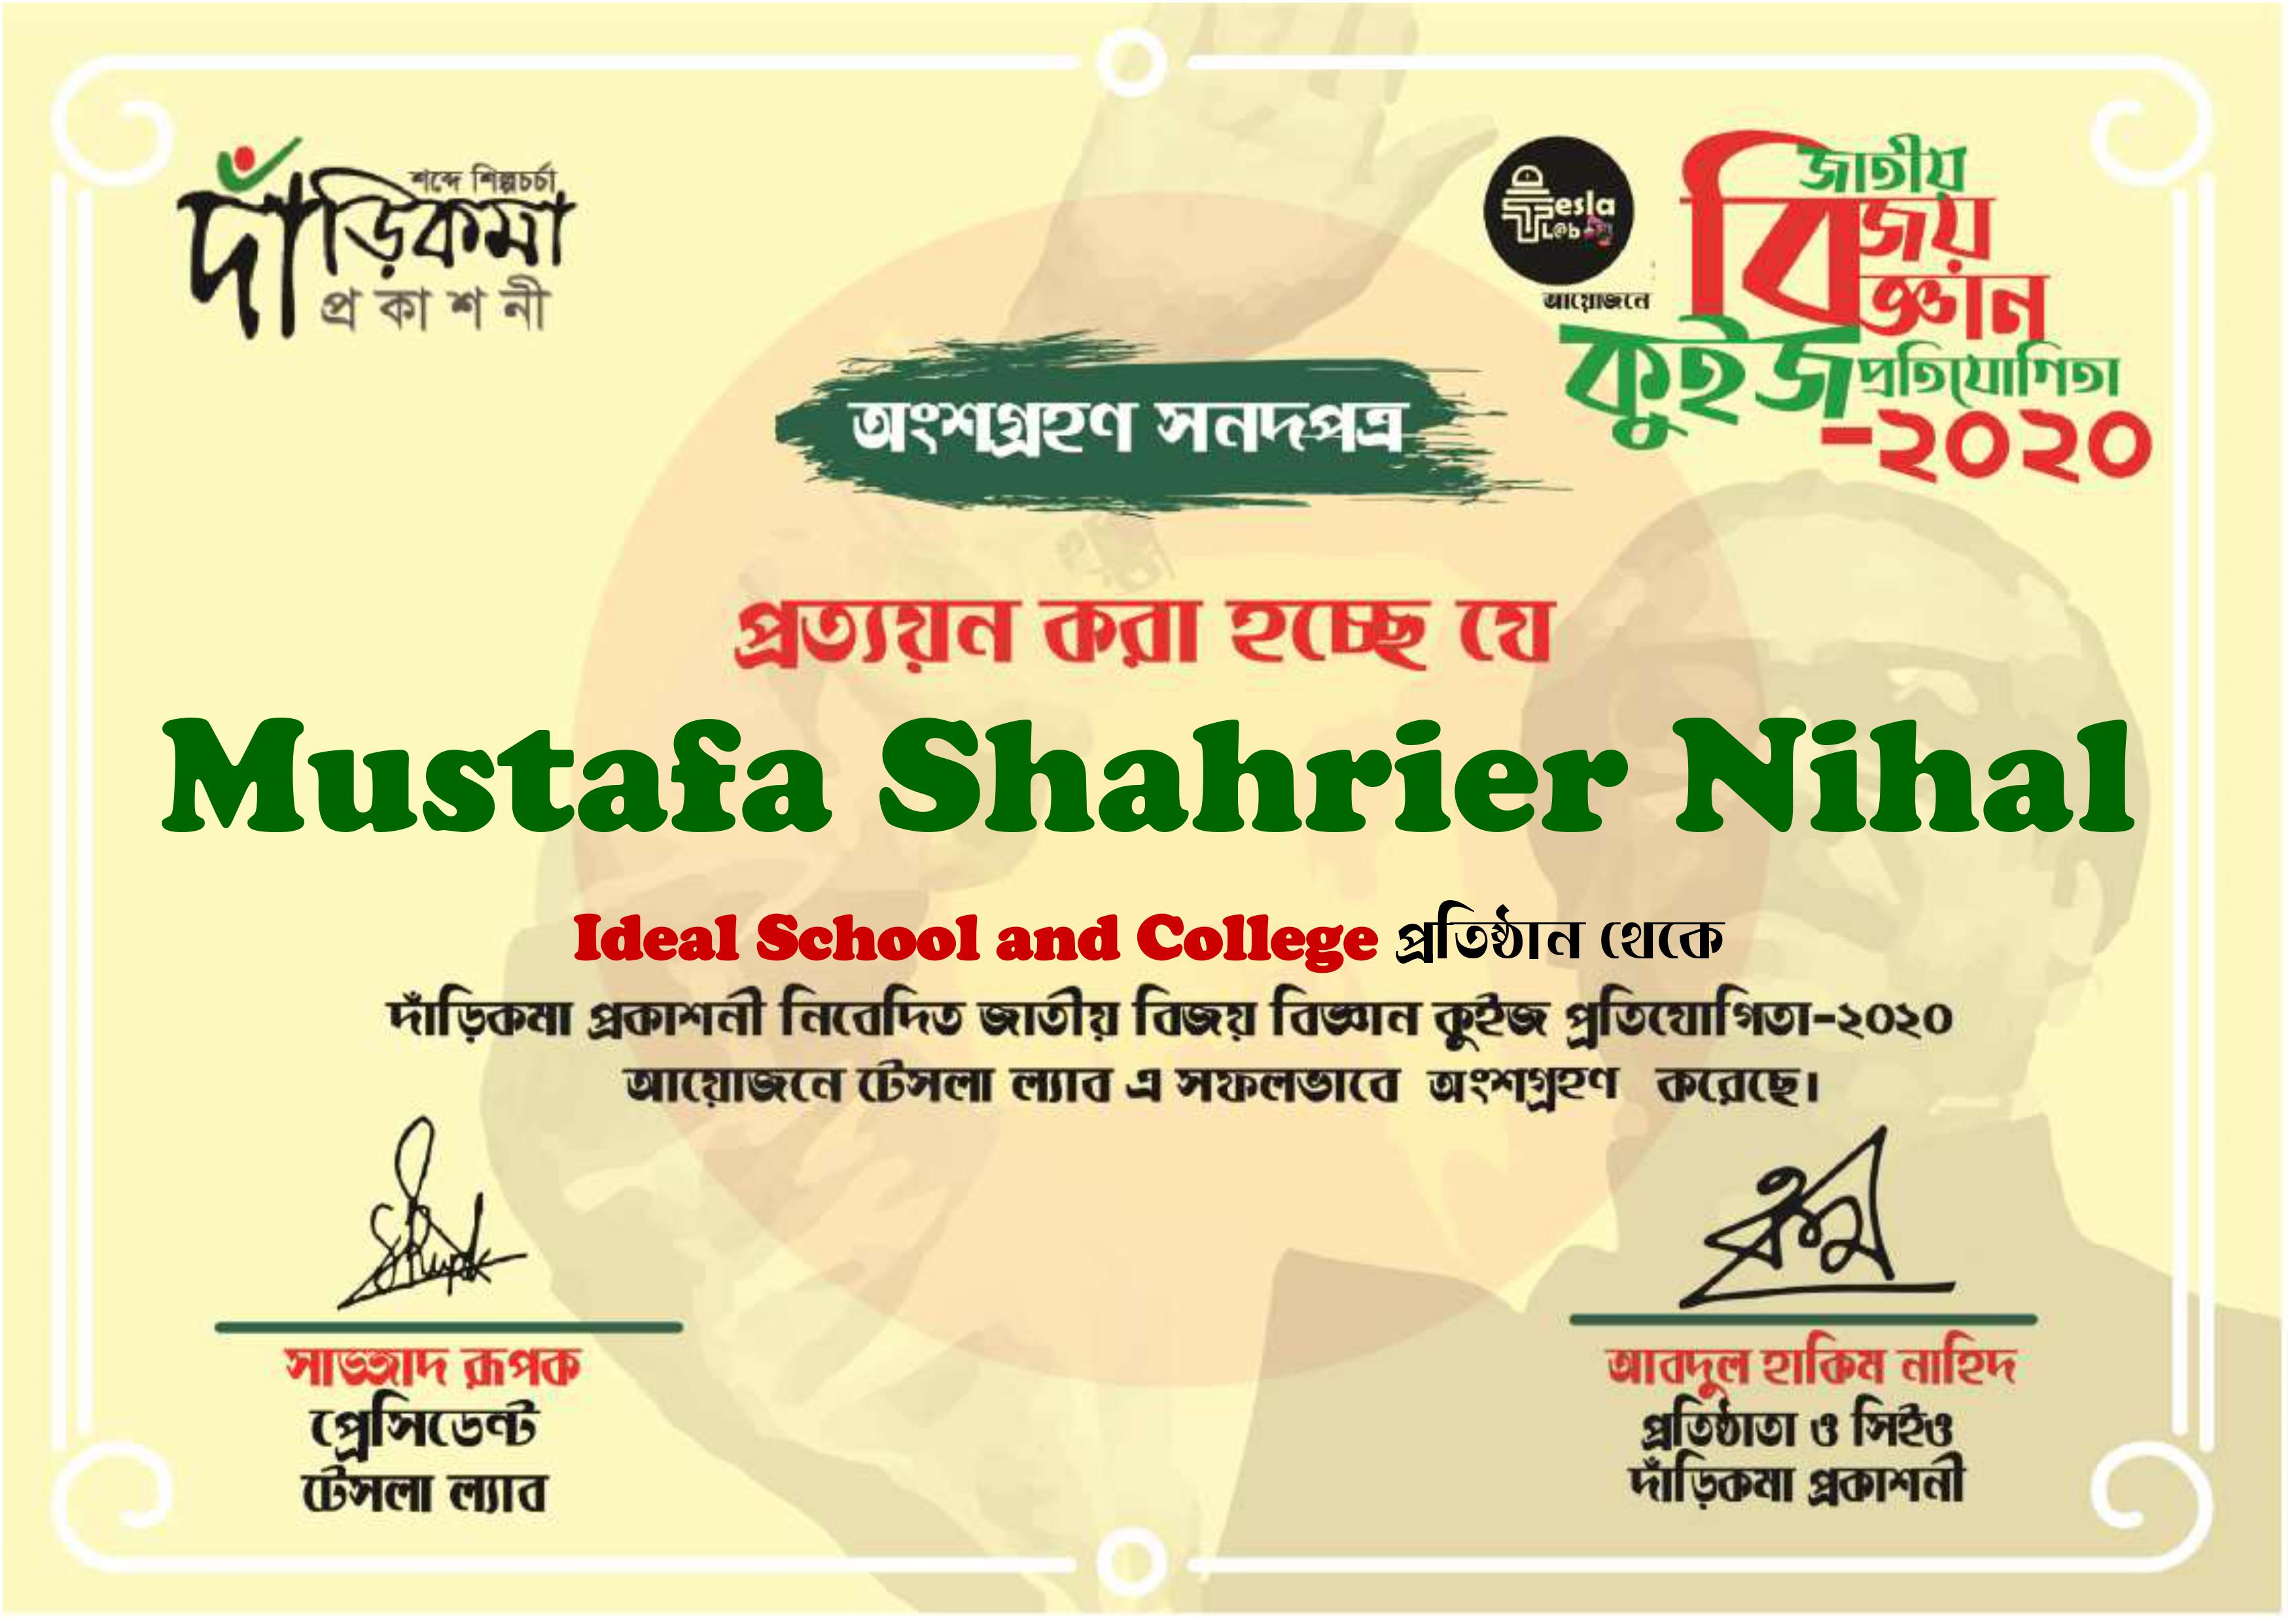 শব্দে শিল্পচর্চা
দাঁড়িকমা
প্রকাশনী
Tesla
L@b
আয়োজনে
জাতীয়
বিজয়
বিজ্ঞান
কুইজ প্রতিযোগিতা
-২০২০
অংশগ্রহণ সনদপত্র
প্রত্যয়ন করা হচ্ছে যে
Mustafa Shahrier Nihal
Ideal School and College প্রতিষ্ঠান থেকে
দাঁড়িকমা প্রকাশনী নিবেদিত জাতীয় বিজয় বিজ্ঞান কুইজ প্রতিযোগিতা-২০২০
আয়োজনে টেসলা ল্যাব এ সফলভাবে অংশগ্রহণ করেছে।
সাজ্জাদ রূপক
প্রেসিডেন্ট
টেসলা ল্যাব
আবদুল হাকিম নাহিদ
প্রতিষ্ঠাতা ও সিইও
দাঁড়িকমা প্রকাশনী